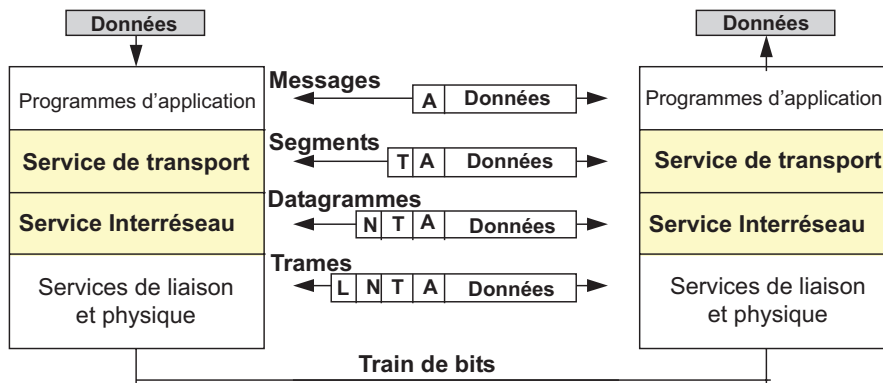 Données
Données
Programmes d'application
Messages
A Données
Programmes d'application
Service de transport
Segments
T A Données
Service de transport
Service Interréseau
Datagrammes
N T A Données
Service Interréseau
Services de liaison
et physique
Trames
L N T A Données
Services de liaison
et physique
Train de bits